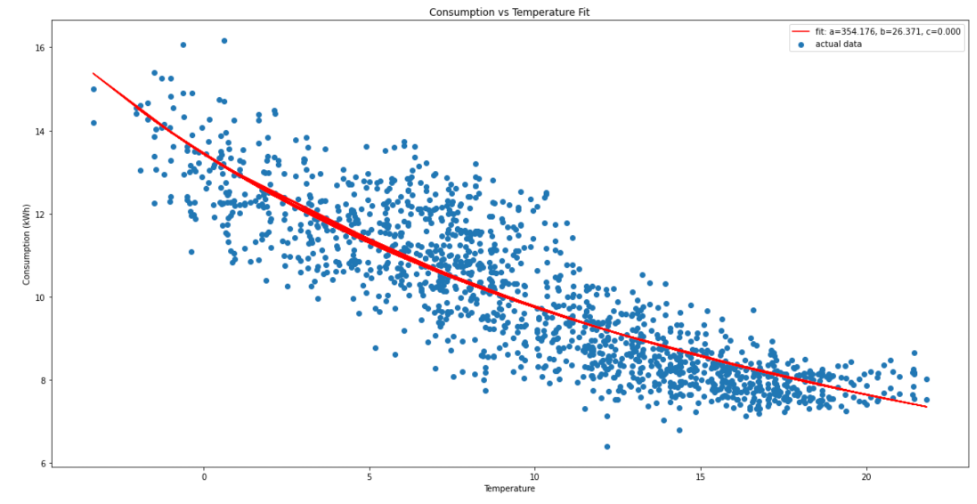 Consumption vs Temperature Fit
fit: a=354.176, b=26.371, c=0.000
actual data
Consumption (kWh)
16
14
12
10
8
6
0
5
10
15
20
Temperature